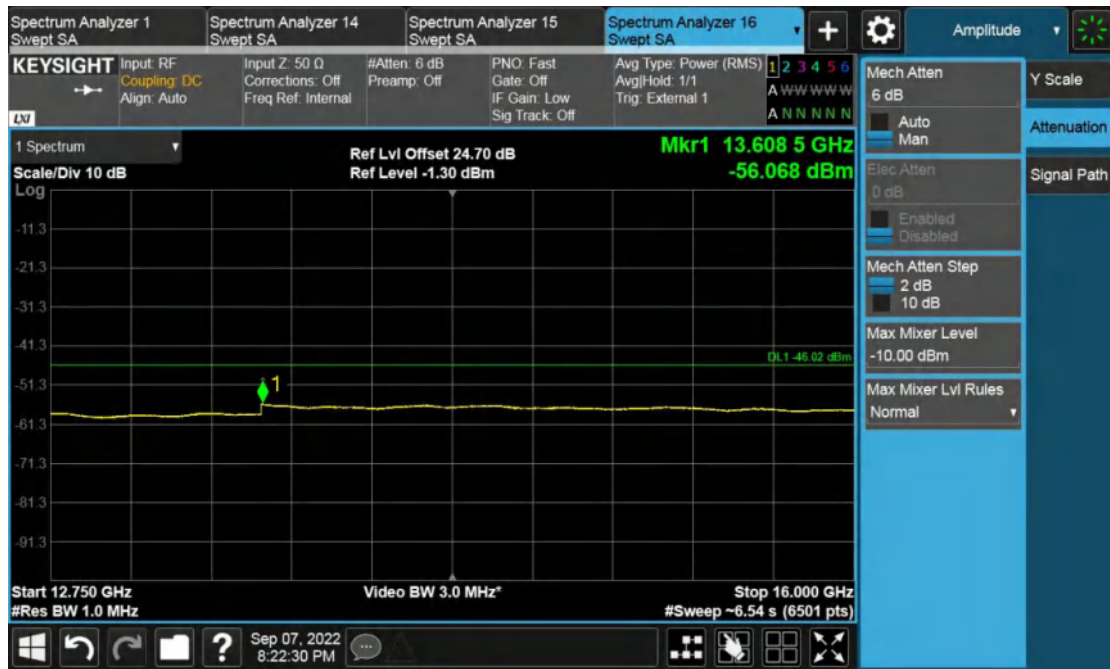 Spectrum Analyzer 1
Swept SA
Spectrum Analyzer 14
Swept SA
Spectrum Analyzer 15
Swept SA
Spectrum Analyzer 16
Swept SA
Amplitude
KEYSIGHT
LXI
Input: RF
Coupling: DC
Align: Auto
Input Z: 50 Ω
Corrections: Off
Freq Ref: Internal
#Atten: 6 dB
Preamp: Off
PNO: Fast
Gate: Off
IF Gain: Low
Sig Track: Off
Avg Type: Power (RMS)
Avg|Hold: 1/1
Trig: External 1
1 2 3 4 5 6
A W W W W W
A N N N N N
1 Spectrum
Scale/Div 10 dB
Log
Ref Lvl Offset 24.70 dB
Ref Level -1.30 dBm
Mkr1 13.608 5 GHz
-56.068 dBm
-11.3
-21.3
-31.3
-41.3
DL1 -46.02 dBm
-51.3
1
-61.3
-71.3
-81.3
-91.3
Start 12.750 GHz
#Res BW 1.0 MHz
Video BW 3.0 MHz*
Stop 16.000 GHz
#Sweep ~6.54 s (6501 pts)
Mech Atten
6 dB
Auto
Man
Elec Atten
0 dB
Enabled
Disabled
Mech Atten Step
2 dB
10 dB
Max Mixer Level
-10.00 dBm
Max Mixer Lvl Rules
Normal
Y Scale
Attenuation
Signal Path
?
Sep 07, 2022
8:22:30 PM